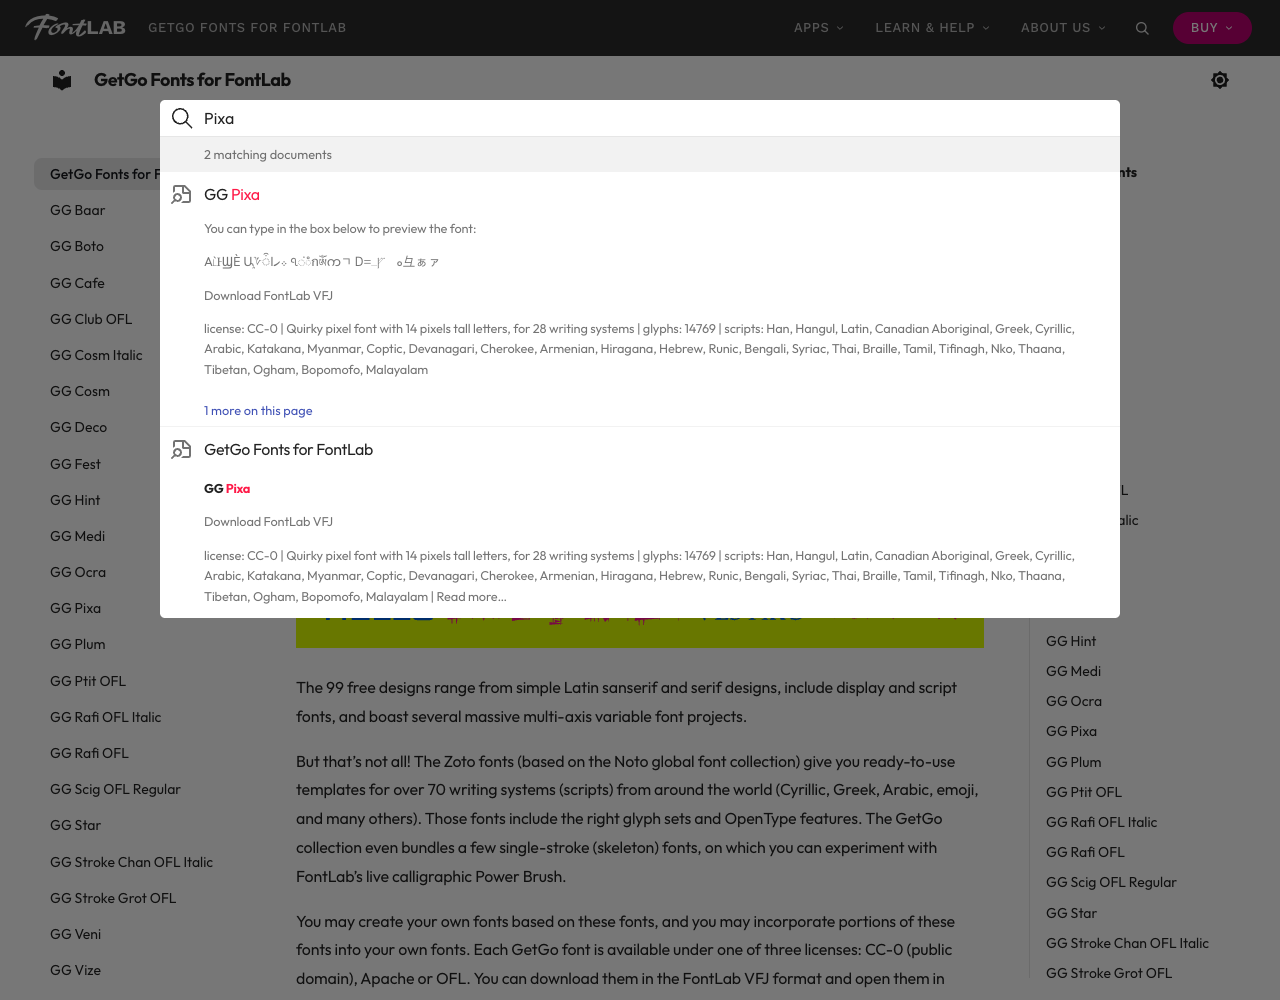 FontLAB
GETGO FONTS FOR FONTLAB
APPS
LEARN & HELP
ABOUT US
BUY
GetGo Fonts for FontLab
Pixa
2 matching documents
GG Pixa
You can type in the box below to preview the font:
Download FontLab VFJ
license: CC-0 | Quirky pixel font with 14 pixels tall letters, for 28 writing systems | glyphs: 14769 | scripts: Han, Hangul, Latin, Canadian Aboriginal, Greek, Cyrillic,
Arabic, Katakana, Myanmar, Coptic, Devanagari, Cherokee, Armenian, Hiragana, Hebrew, Runic, Bengali, Syriac, Thai, Braille, Tamil, Tifinagh, Nko, Thaana,
Tibetan, Ogham, Bopomofo, Malayalam
1 more on this page
GetGo Fonts for FontLab
GG Pixa
Download FontLab VFJ
license: CC-0 | Quirky pixel font with 14 pixels tall letters, for 28 writing systems | glyphs: 14769 | scripts: Han, Hangul, Latin, Canadian Aboriginal, Greek, Cyrillic,
Arabic, Katakana, Myanmar, Coptic, Devanagari, Cherokee, Armenian, Hiragana, Hebrew, Runic, Bengali, Syriac, Thai, Braille, Tamil, Tifinagh, Nko, Thaana,
Tibetan, Ogham, Bopomofo, Malayalam | Read more...
GetGo Fonts for
GG Baar
GG Boto
GG Cafe
GG Club OFL
GG Cosm Italic
GG Cosm
GG Deco
GG Fest
GG Hint
GG Medi
GG Ocra
GG Pixa
GG Plum
GG Ptit OFL
GG Rafi OFL Italic
GG Rafi OFL
GG Scig OFL Regular
GG Star
GG Stroke Chan OFL Italic
GG Stroke Grot OFL
GG Veni
GG Vize
The 99 free designs range from simple Latin sanserif and serif designs, include display and script
fonts, and boast several massive multi-axis variable font projects.
But that’s not all! The Zoto fonts (based on the Noto global font collection) give you ready-to-use
templates for over 70 writing systems (scripts) from around the world (Cyrillic, Greek, Arabic, emoji,
and many others). Those fonts include the right glyph sets and OpenType features. The GetGo
collection even bundles a few single-stroke (skeleton) fonts, on which you can experiment with
FontLab’s live calligraphic Power Brush.
You may create your own fonts based on these fonts, and you may incorporate portions of these
fonts into your own fonts. Each GetGo font is available under one of three licenses: CC-0 (public
domain), Apache or OFL. You can download them in the FontLab VFJ format and open them in
GG Hint
GG Medi
GG Ocra
GG Pixa
GG Plum
GG Ptit OFL
GG Rafi OFL Italic
GG Rafi OFL
GG Scig OFL Regular
GG Star
GG Stroke Chan OFL Italic
GG Stroke Grot OFL